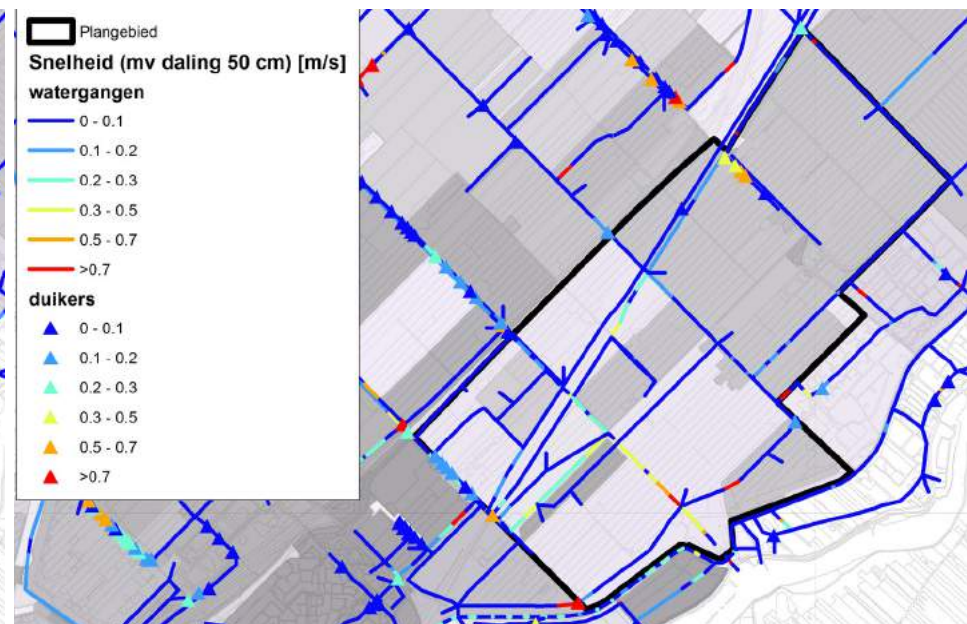 Plangebied
Snelheid (mv daling 50 cm) [m/s]
watergangen
0 - 0.1
0.1 - 0.2
0.2 - 0.3
0.3 - 0.5
0.5 - 0.7
>0.7
duikers
0 - 0.1
0.1 - 0.2
0.2 - 0.3
0.3 - 0.5
0.5 - 0.7
>0.7